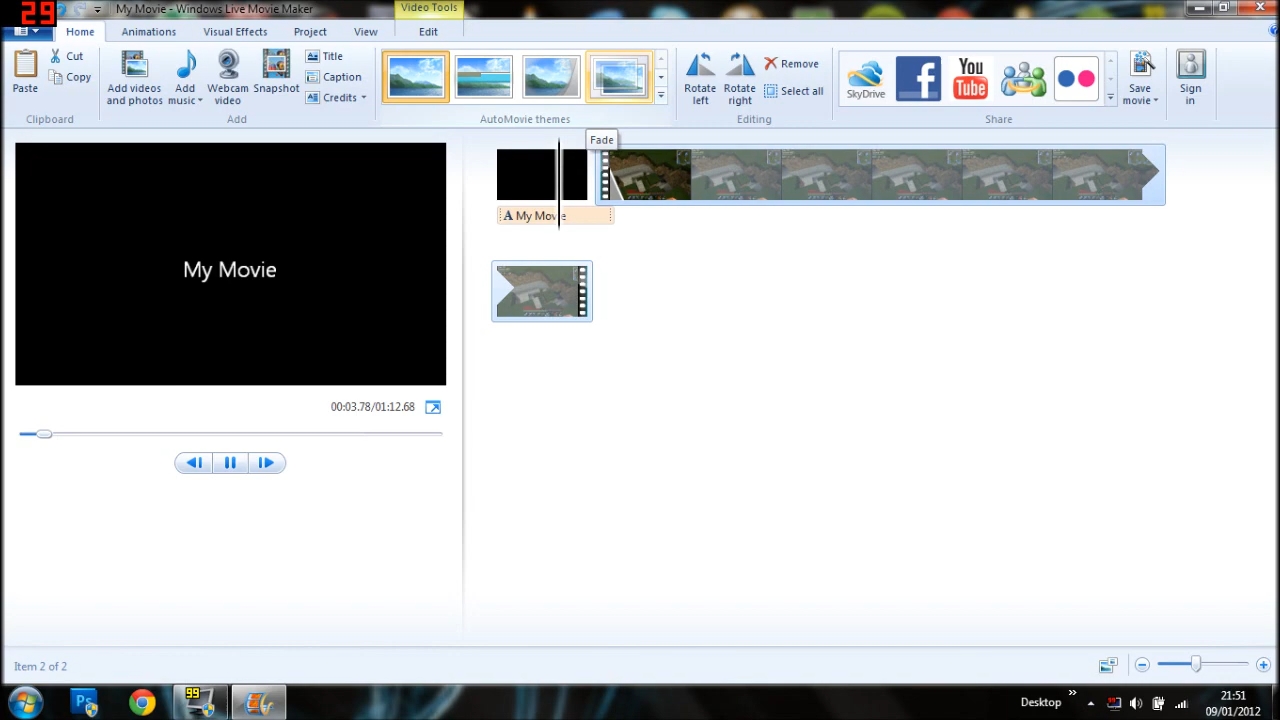 29
My Movie - Windows Live Movie Maker
Video Tools
Home
Animations
Visual Effects
Project
View
Edit
Paste
Cut
Copy
Clipboard
Add videos
and photos
Add
music
Webcam
video
Snapshot
Title
Caption
Credits
Add
AutoMovie themes
Rotate
left
Rotate
right
Remove
Select all
Editing
SkyDrive
f
You
Tube
Share
Save
movie
Sign
in
Fade
A My Movie
My Movie
00:03.78/01:12.68
Item 2 of 2
Ps
99
Desktop
21:51
09/01/2012